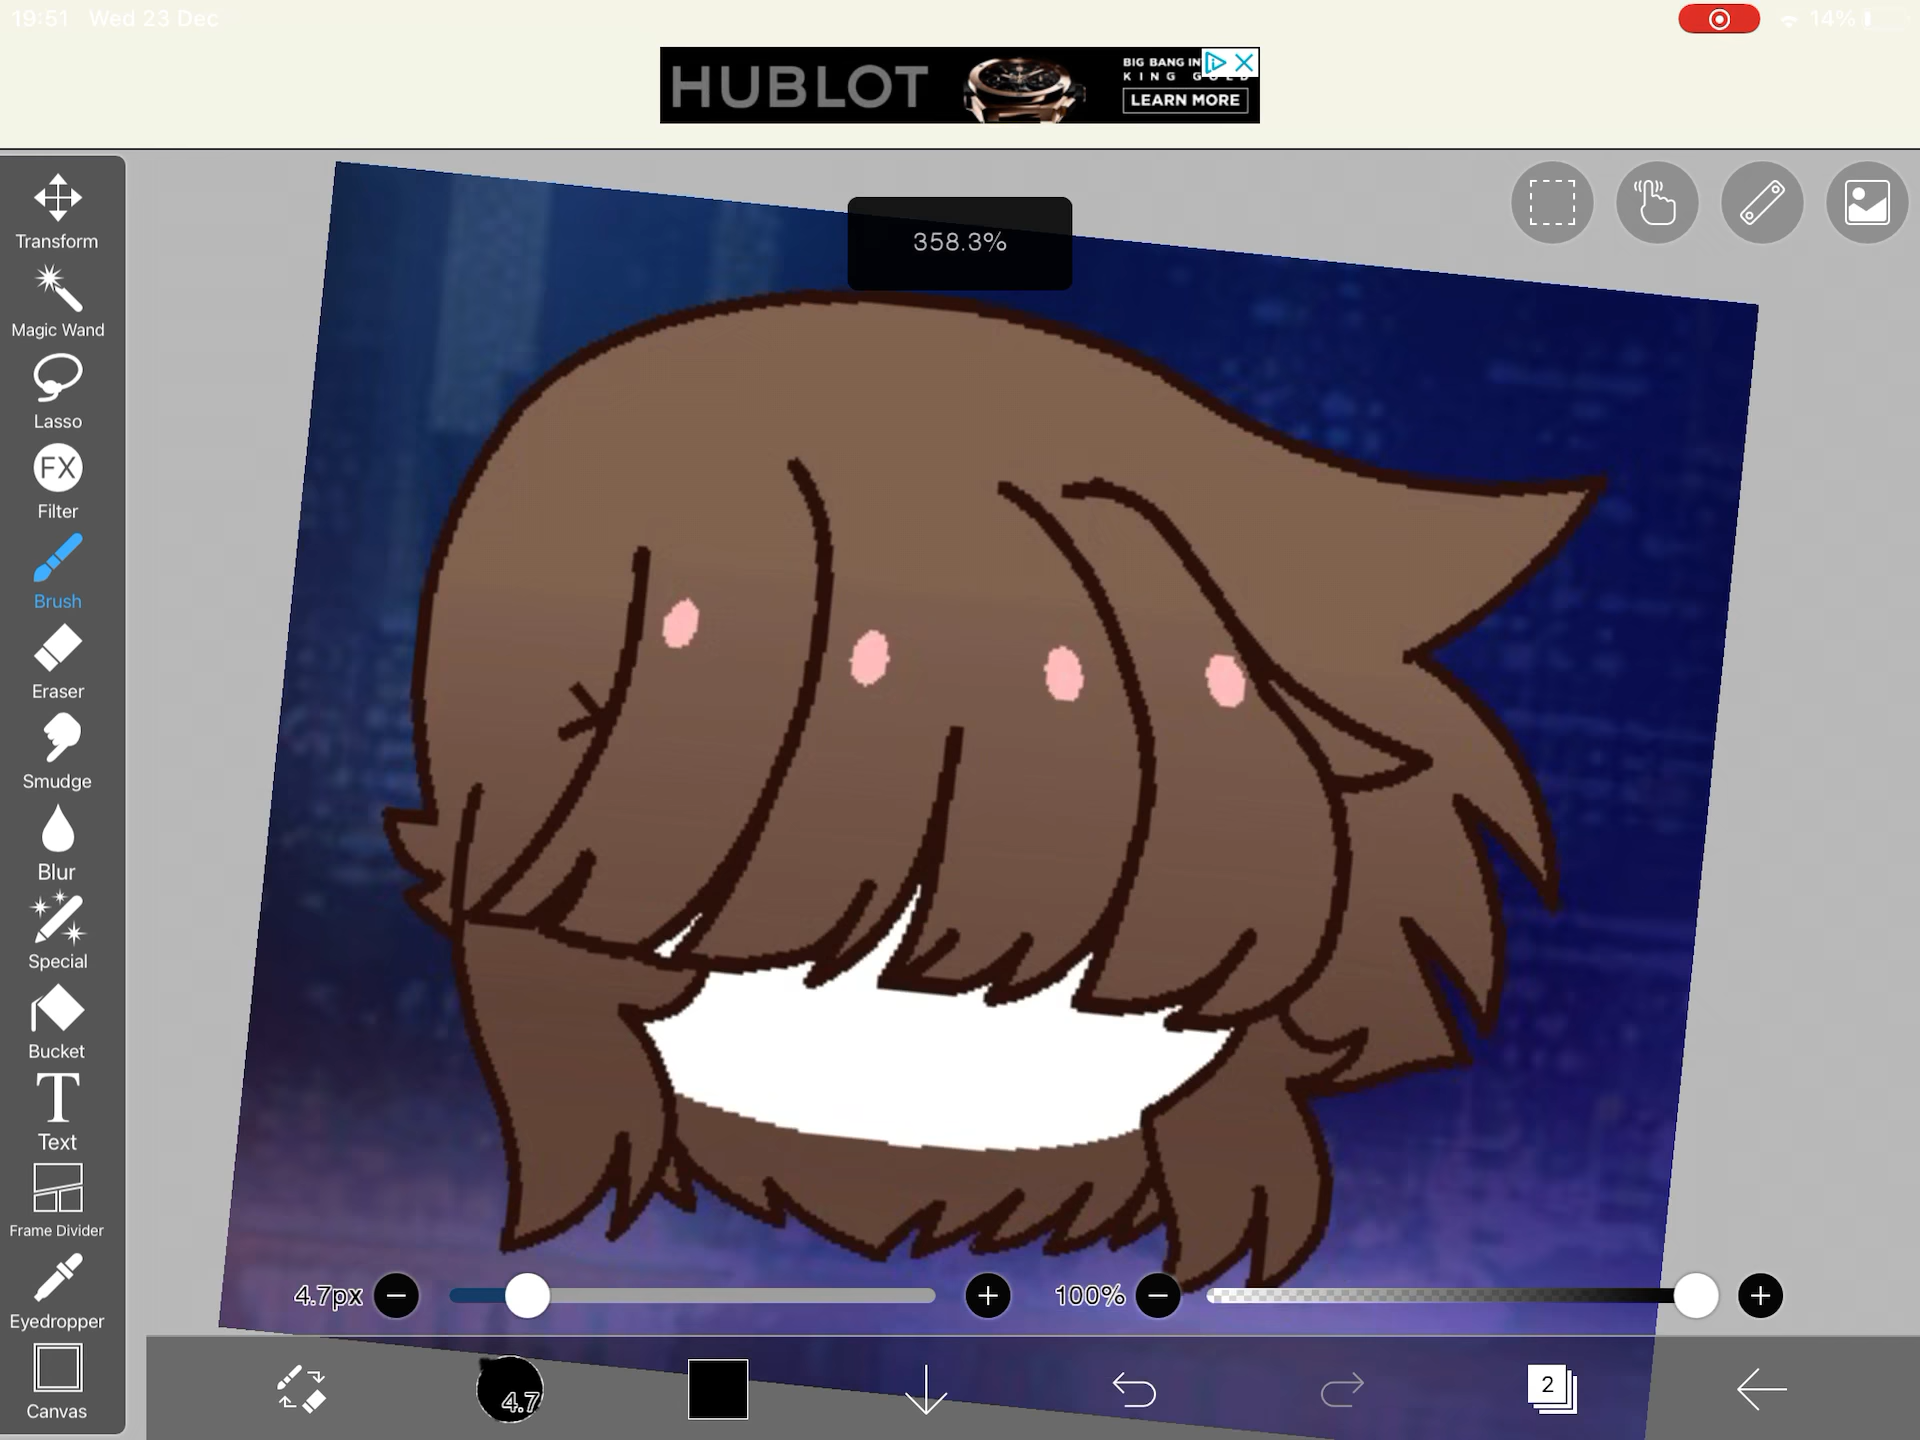 19:51 Wed 23 Dec
14%
HUBLOT
BIG BANG IN
KING GOLD
LEARN MORE
358.3%
Transform
Magic Wand
Lasso
FX
Filter
Brush
Eraser
Smudge
Blur
Special
Bucket
T
Text
Frame Divider
Eyedropper
Canvas
4.7px
100%
4.7
2